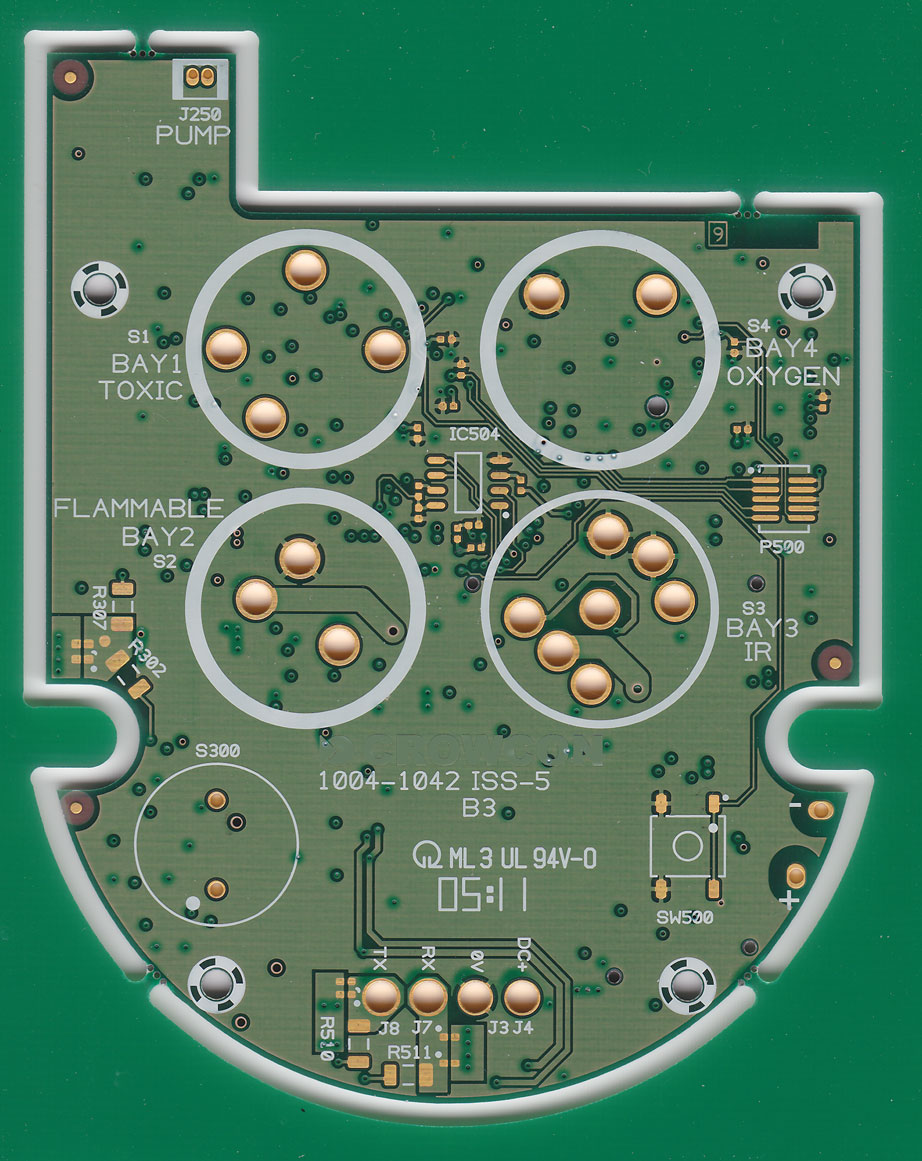 J250
PUMP
9
S1
BAY1
TOXIC
S4
BAY4
OXYGEN
IC504
FLAMMABLE
BAY2
S2
P500
R307
R302
S3
BAY3
IR
CROWCON
S300
1004-1042 ISS-5
B3
ML 3 UL 94V-0
05:11
-
+
SW500
TX
RX
0V
DC+
J8
J7
J3
J4
R510
R511